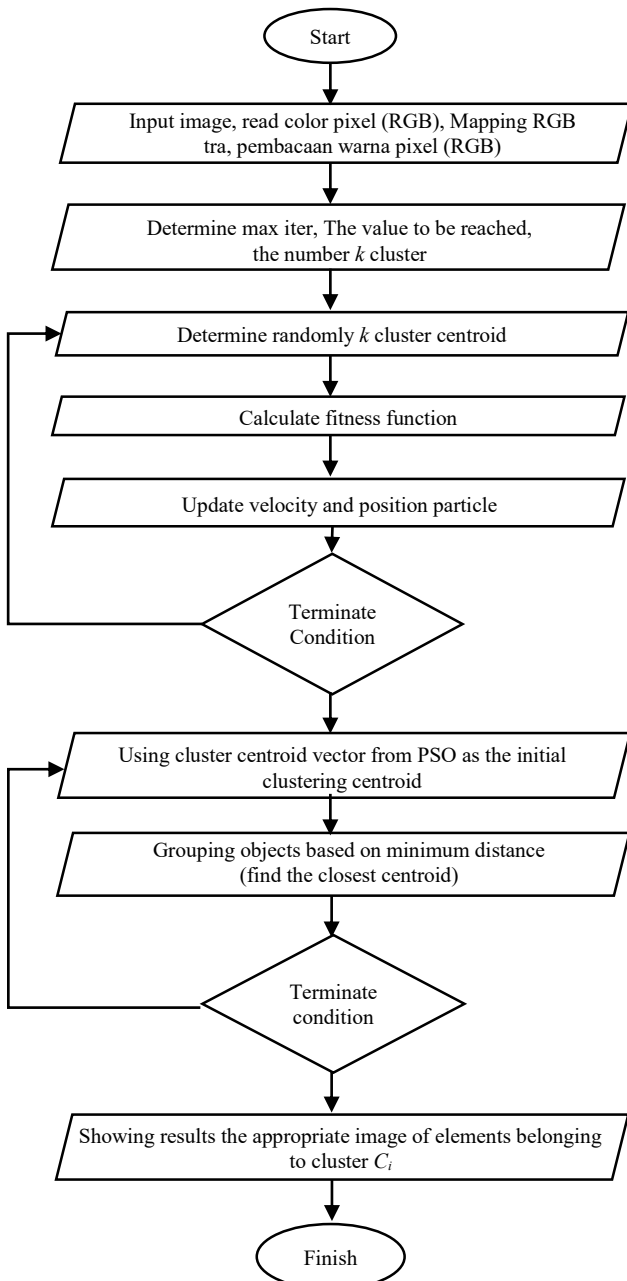 Start
Input image, read color pixel (RGB), Mapping RGB
tra, pembacaan warna pixel (RGB)
Determine max iter, The value to be reached,
the number k cluster
Determine randomly k cluster centroid
Calculate fitness function
Update velocity and position particle
Terminate
Condition
Using cluster centroid vector from PSO as the initial
clustering centroid
Grouping objects based on minimum distance
(find the closest centroid)
Terminate
condition
Showing results the appropriate image of elements belonging
to cluster Cᵢ
Finish